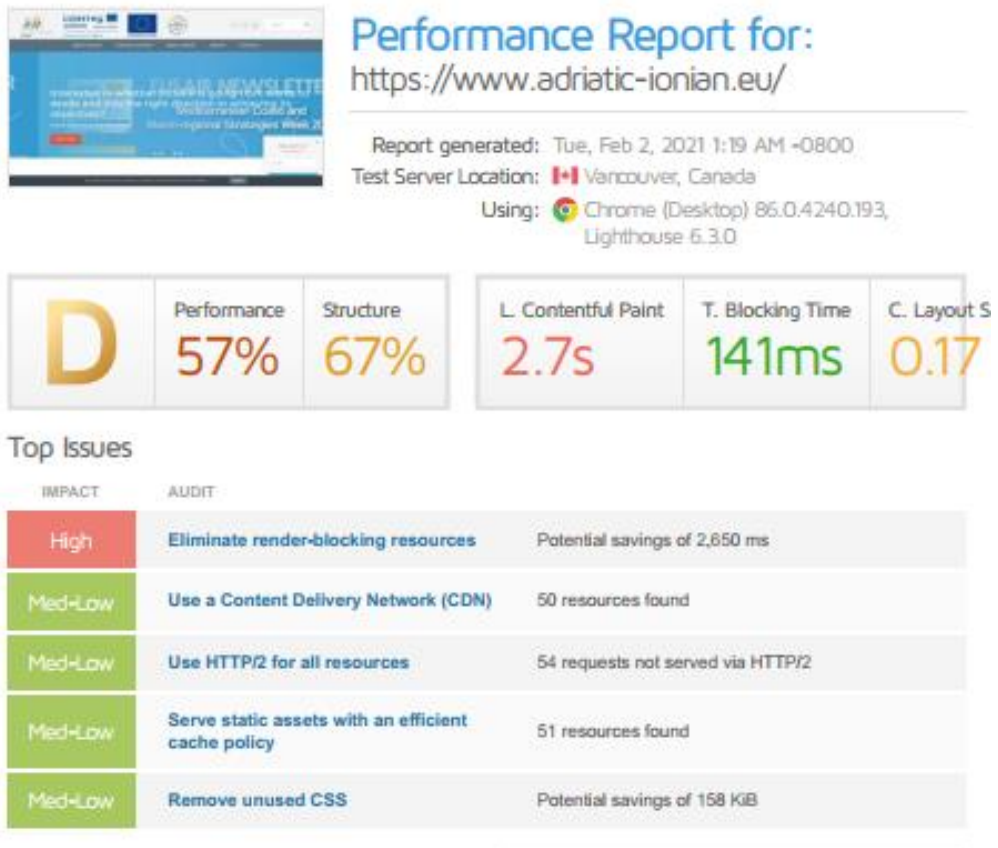 Performance Report for:
https://www.adriatic-ionian.eu/
Report generated: Tue, Feb 2, 2021 1:19 AM -0800
Test Server Location: Vancouver, Canada
Using: Chrome (Desktop) 86.0.4240.193,
Lighthouse 6.3.0
D
Performance
57%
Structure
67%
L. Contentful Paint
2.7s
T. Blocking Time
141ms
C. Layout S
0.17
Top Issues
IMPACT AUDIT
High Eliminate render-blocking resources Potential savings of 2,650 ms
Med-Low Use a Content Delivery Network (CDN) 50 resources found
Med-Low Use HTTP/2 for all resources 54 requests not served via HTTP/2
Med-Low Serve static assets with an efficient
cache policy 51 resources found
Med-Low Remove unused CSS Potential savings of 158 KiB